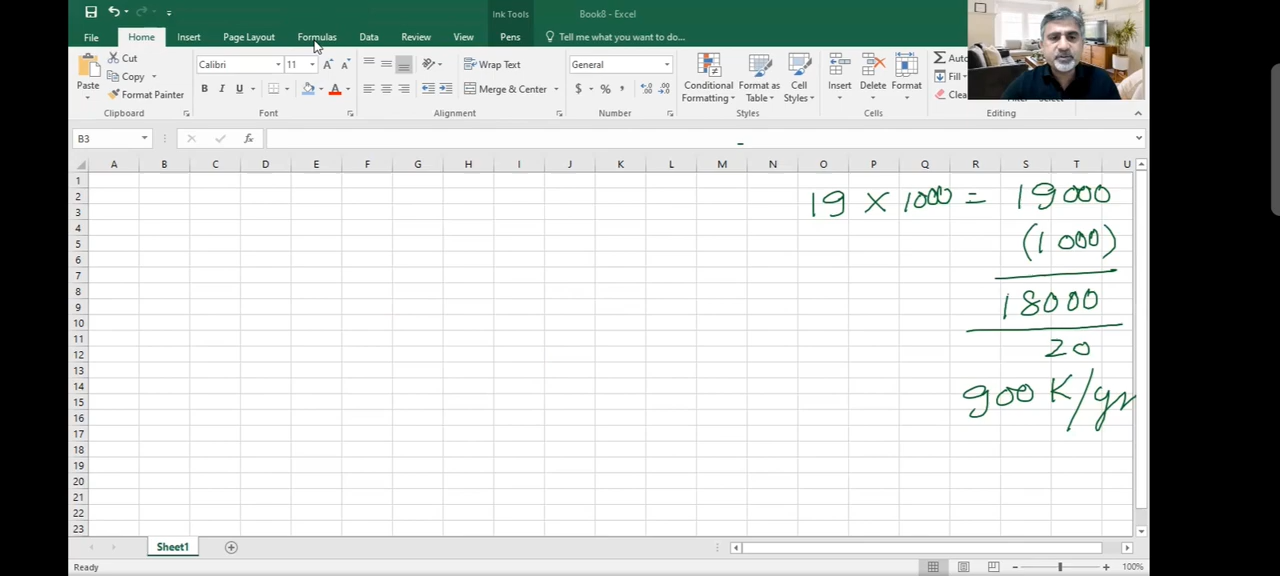 Ink Tools
Book8 - Excel
File Home Insert Page Layout Formulas Data Review View Pens Tell me what you want to do...
Paste
Cut
Copy
Format Painter
Clipboard
Calibri 11 A A
B I U A
Font
Wrap Text
Merge & Center
Alignment
General
$ % ,
Number
Conditional Formatting
Format as Table
Cell Styles
Styles
Insert Delete Format
Cells
Fill
Editing
B3 fx
A B C D E F G H I J K L M N O P Q R S T U
1
2
3
4
5
6
7
8
9
10
11
12
13
14
15
16
17
18
19
20
21
22
23
19 × 1000 = 19000
(1000)
18000
20
900 K/yr
Sheet1
Ready
100%